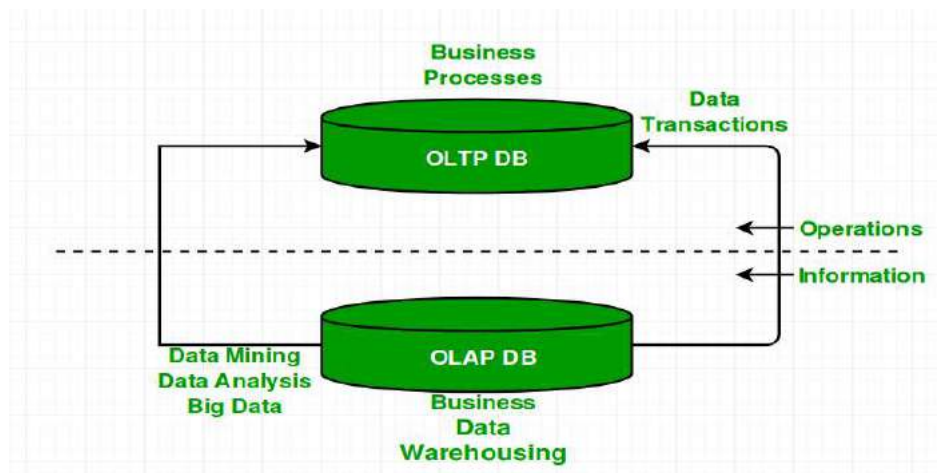 Business
Processes
Data
Transactions
OLTP DB
Operations
Information
OLAP DB
Data Mining
Data Analysis
Big Data
Business
Data
Warehousing